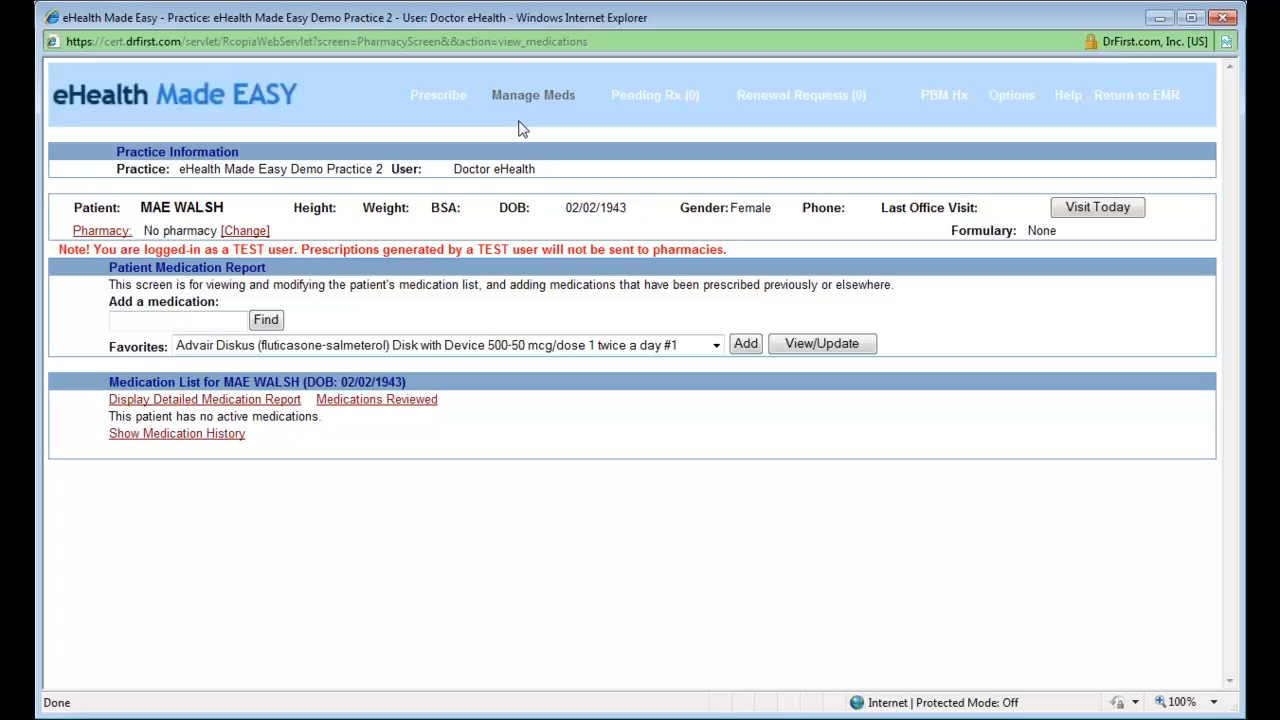 eHealth Made Easy - Practice: eHealth Made Easy Demo Practice 2 - User: Doctor eHealth - Windows Internet Explorer
https://cert.drfirst.com/servlet/RcopiaWebServlet?screen=PharmacyScreen&&action=view_medications DrFirst.com, Inc. [US]
eHealth Made EASY Prescribe Manage Meds Pending Rx (0) Renewal Requests (0) PBM Hx Options Help Return to EMR
Practice Information
Practice: eHealth Made Easy Demo Practice 2 User: Doctor eHealth
Patient: MAE WALSH Height: Weight: BSA: DOB: 02/02/1943 Gender: Female Phone: Last Office Visit: Visit Today
Pharmacy: No pharmacy [Change] Formulary: None
Note! You are logged-in as a TEST user. Prescriptions generated by a TEST user will not be sent to pharmacies.
Patient Medication Report
This screen is for viewing and modifying the patient's medication list, and adding medications that have been prescribed previously or elsewhere.
Add a medication:
Find
Favorites: Advair Diskus (fluticasone-salmeterol) Disk with Device 500-50 mcg/dose 1 twice a day #1 Add View/Update
Medication List for MAE WALSH (DOB: 02/02/1943)
Display Detailed Medication Report Medications Reviewed
This patient has no active medications.
Show Medication History
Done Internet | Protected Mode: Off 100%